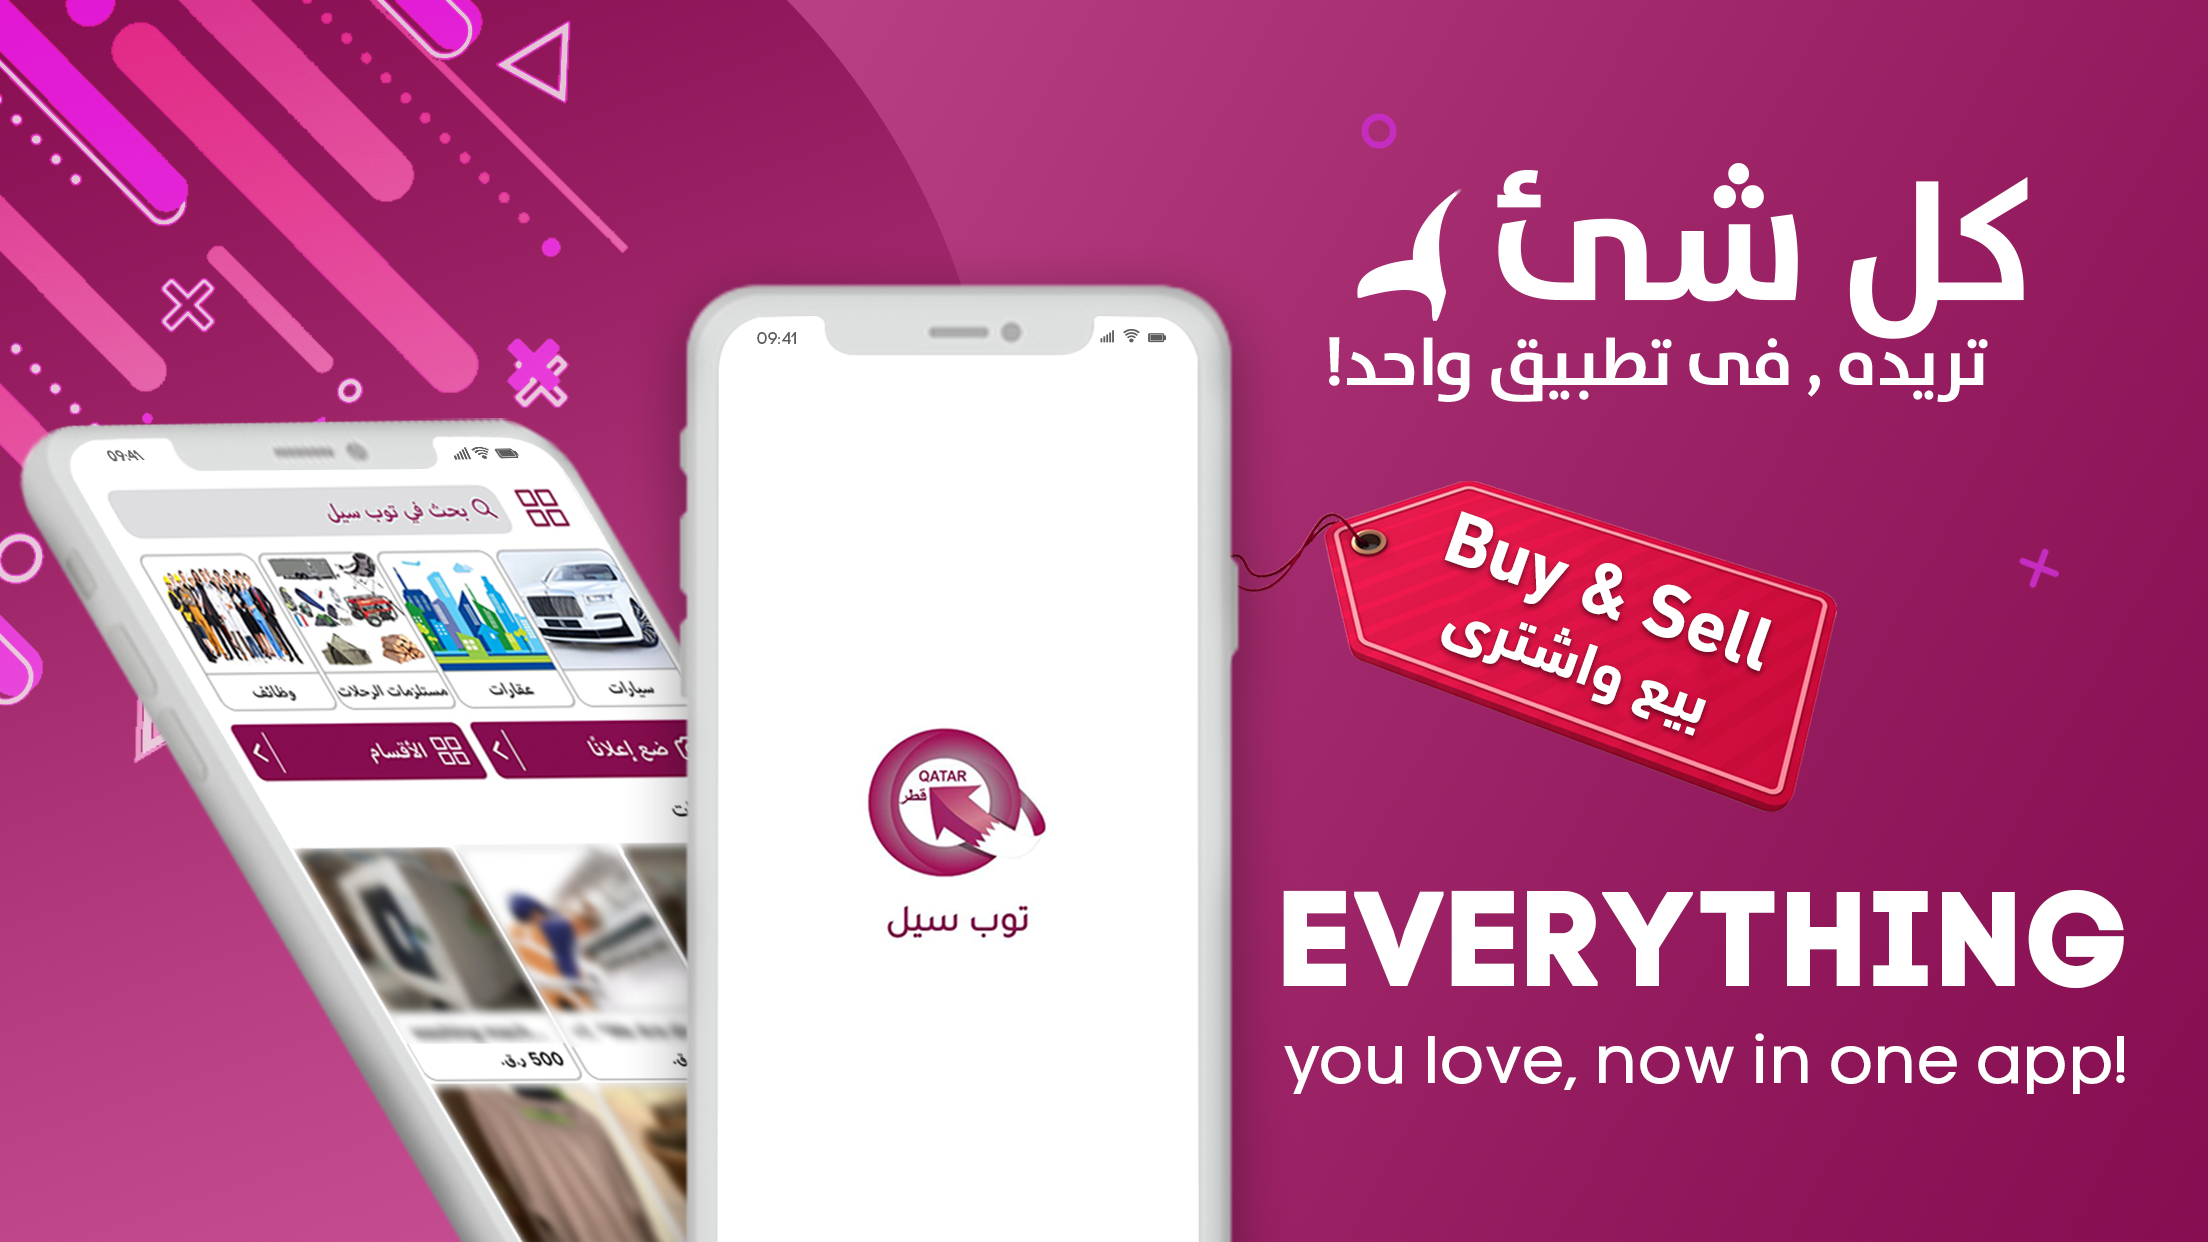 كل شئ
تريده , فى تطبيق واحد!
Buy & Sell
بيع واشترى
EVERYTHING
you love, now in one app!
09:41
QATAR
قطر
توب سيل
09:41
بحث في توب سيل
سيارات
عقارات
مستلزمات الرحلات
وظائف
ضع إعلانًا
الأقسام
500 ر.ق.